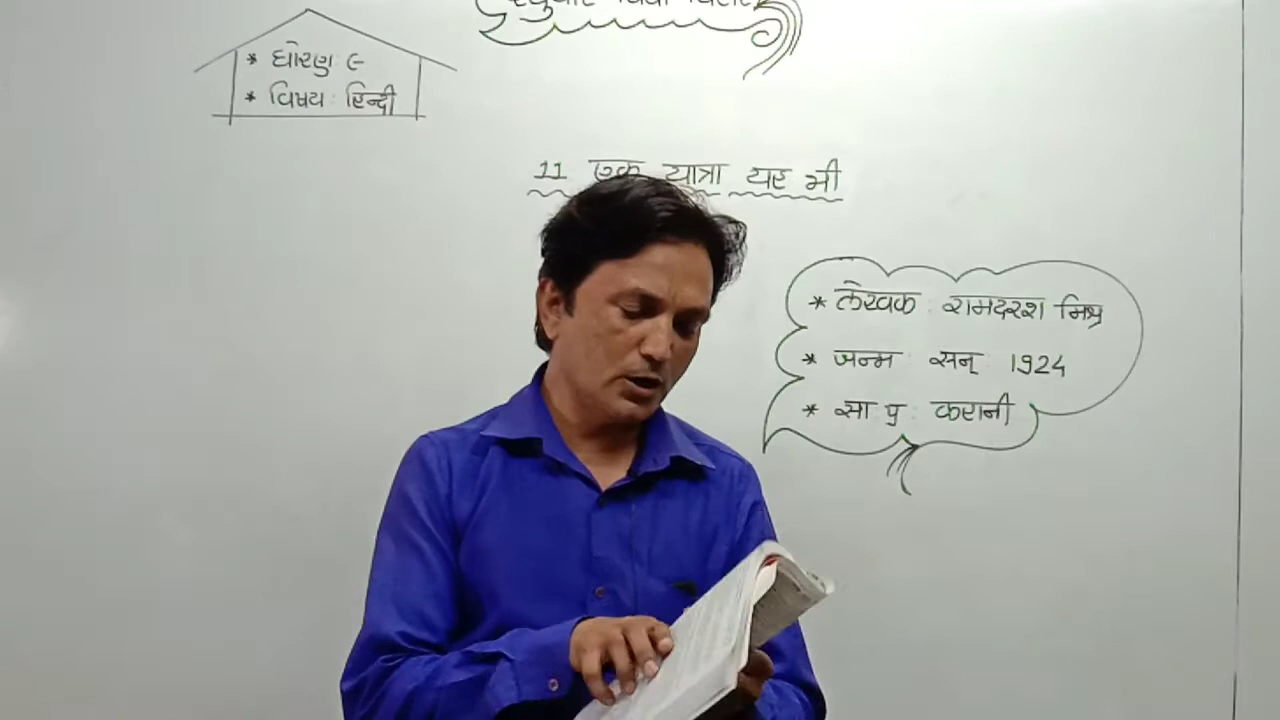 * धोरण : ९
* विषय : हिन्दी
11 एक यात्रा यह भी
* लेखक : रामदरश मिश्र
* जन्म : सन् 1924
* सा पु : कहानी